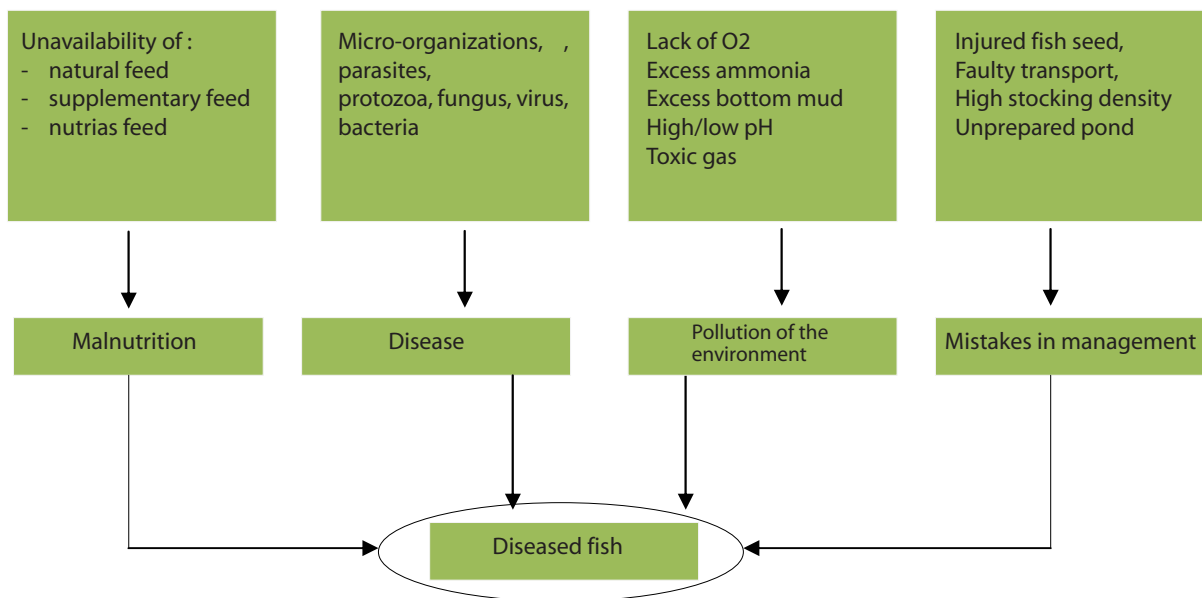 Unavailability of :
- natural feed
- supplementary feed
- nutrias feed
Micro-organizations, ,
parasites,
protozoa, fungus, virus,
bacteria
Lack of O2
Excess ammonia
Excess bottom mud
High/low pH
Toxic gas
Injured fish seed,
Faulty transport,
High stocking density
Unprepared pond
Malnutrition
Disease
Pollution of the
environment
Mistakes in management
Diseased fish